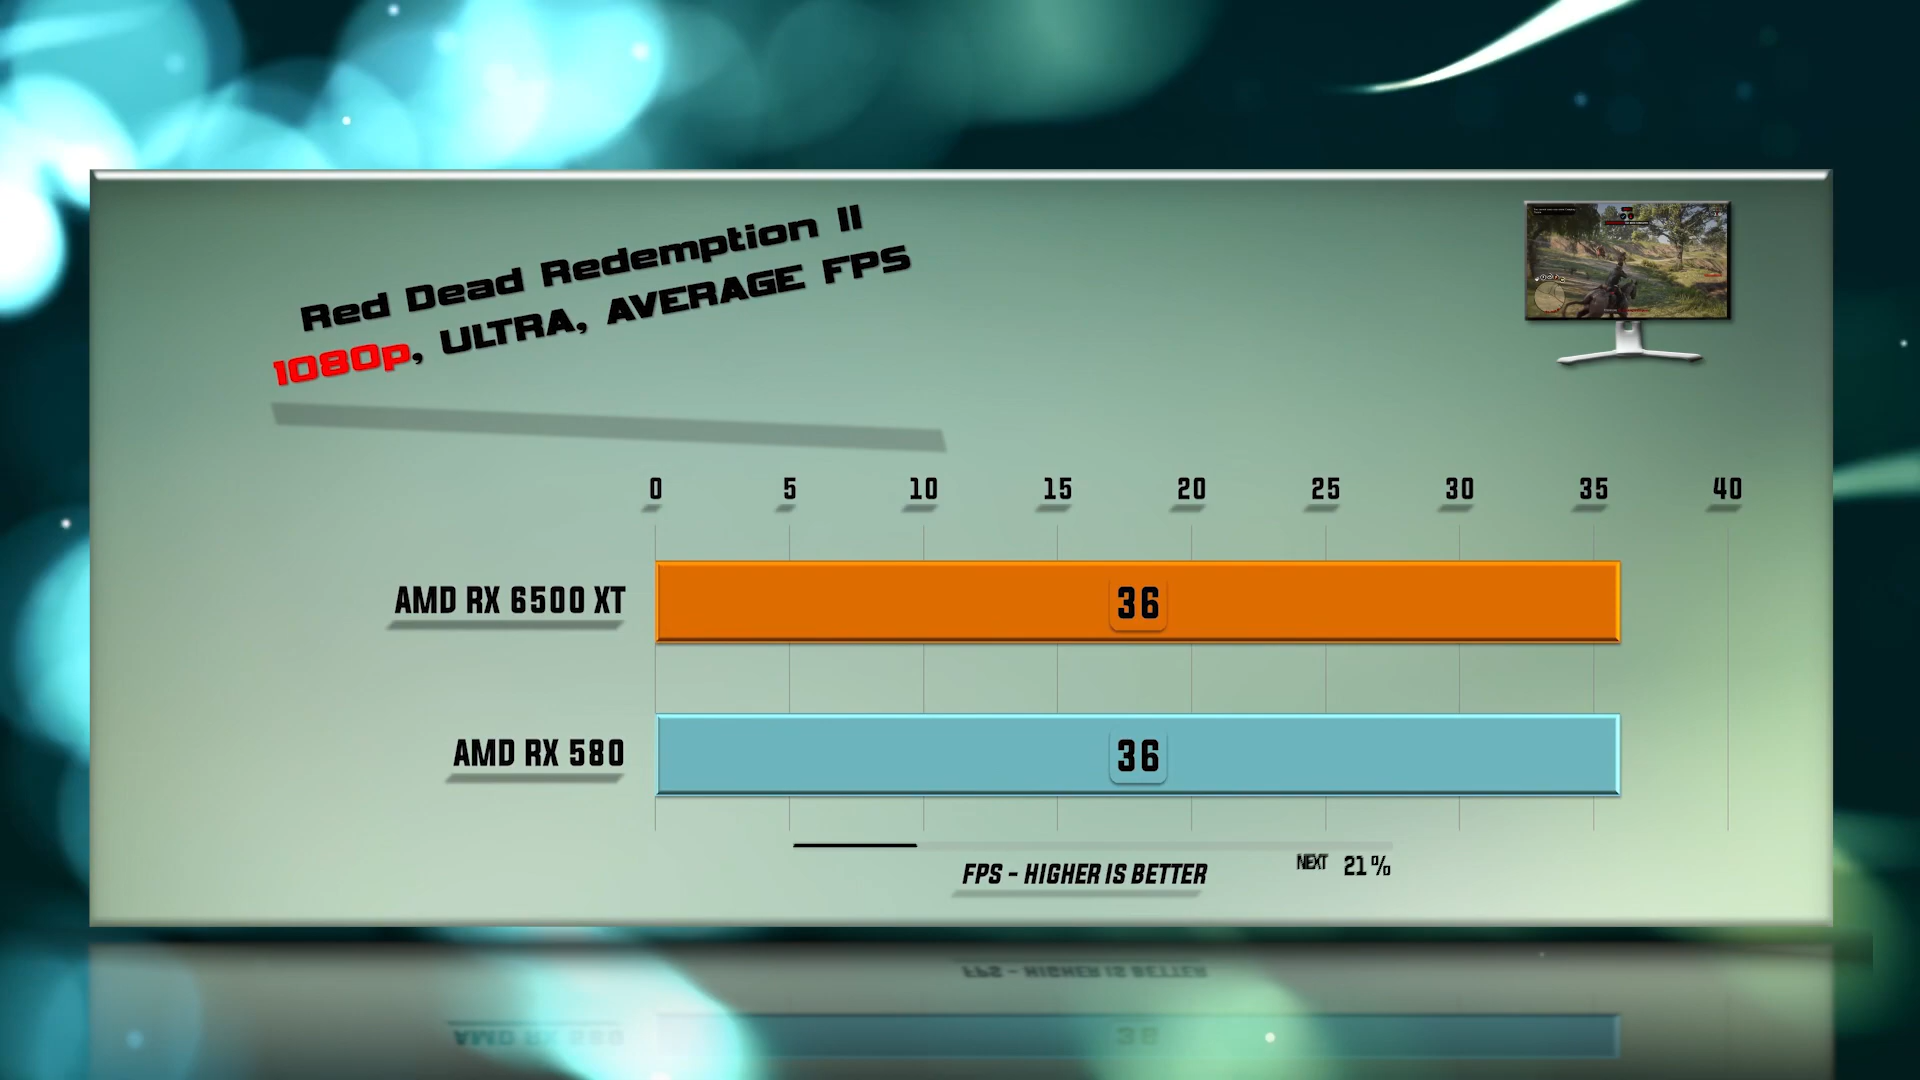 Red Dead Redemption II
1080p, ULTRA, AVERAGE FPS
0 5 10 15 20 25 30 35 40
AMD RX 6500 XT 36
AMD RX 580 36
FPS - HIGHER IS BETTER
NEXT 21%